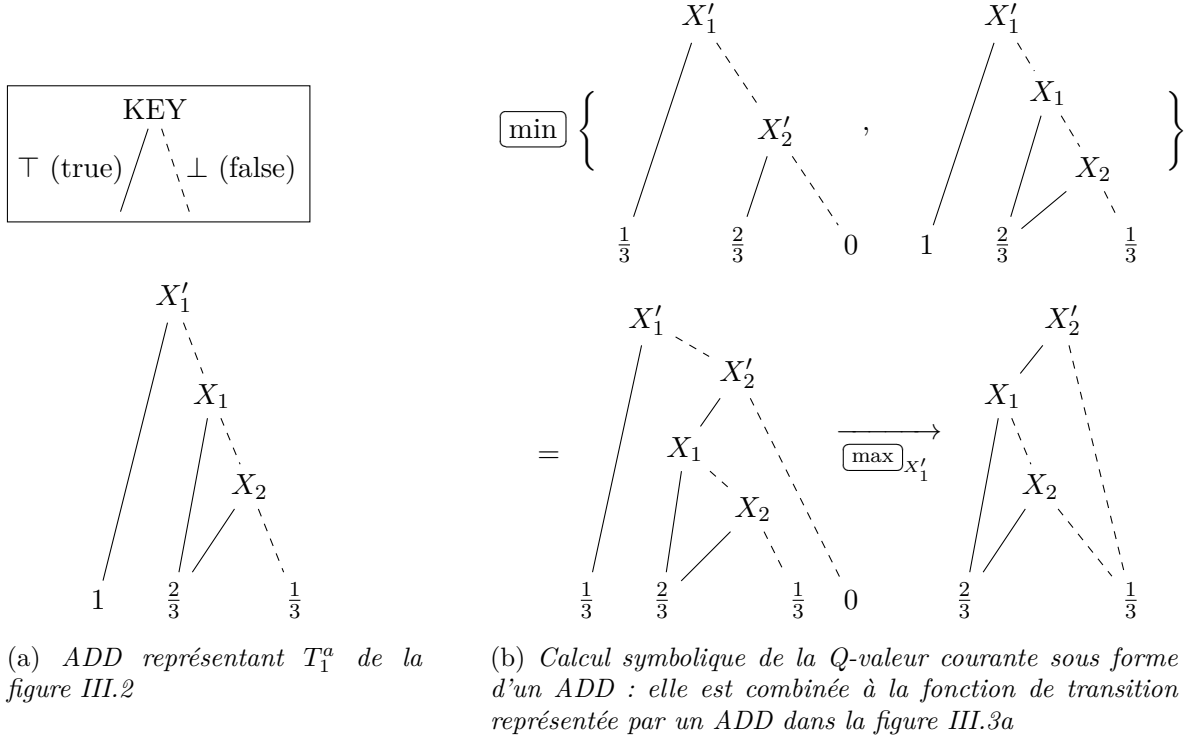 KEY
⊤ (true) ⊥ (false)
X′₁
X₁
X₂
1 2/3 1/3
(a) ADD représentant T₁ᵃ de la
figure III.2
X′₁ X′₁
X₁
min { X′₂ , }
X₂
1/3 2/3 0 1 2/3 1/3
X′₁ X′₂
X′₂
X₁
= X₁ → max X′₁
X₂ X₂
1/3 2/3 1/3 0 2/3 1/3
(b) Calcul symbolique de la Q-valeur courante sous forme
d'un ADD : elle est combinée à la fonction de transition
représentée par un ADD dans la figure III.3a